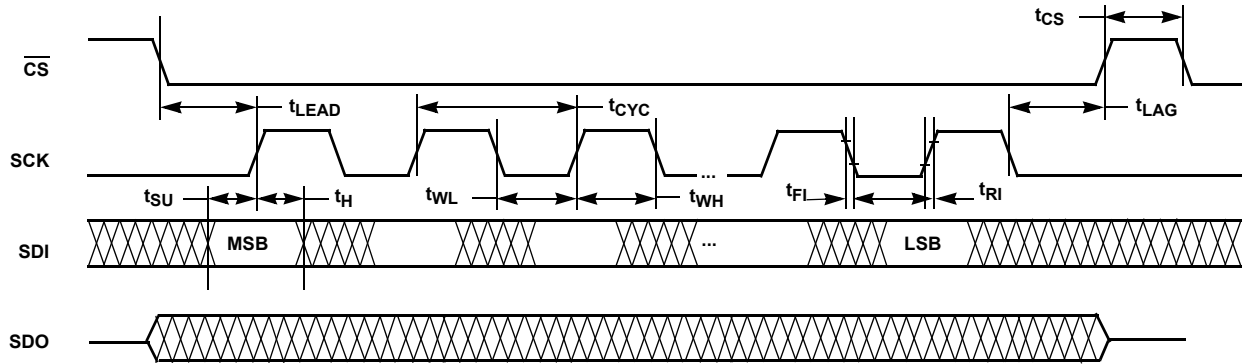 tCS
CS
tLEAD
tCYC
tLAG
SCK
...
tSU
tH
tWL
tWH
tFI
tRI
SDI
MSB
...
LSB
SDO